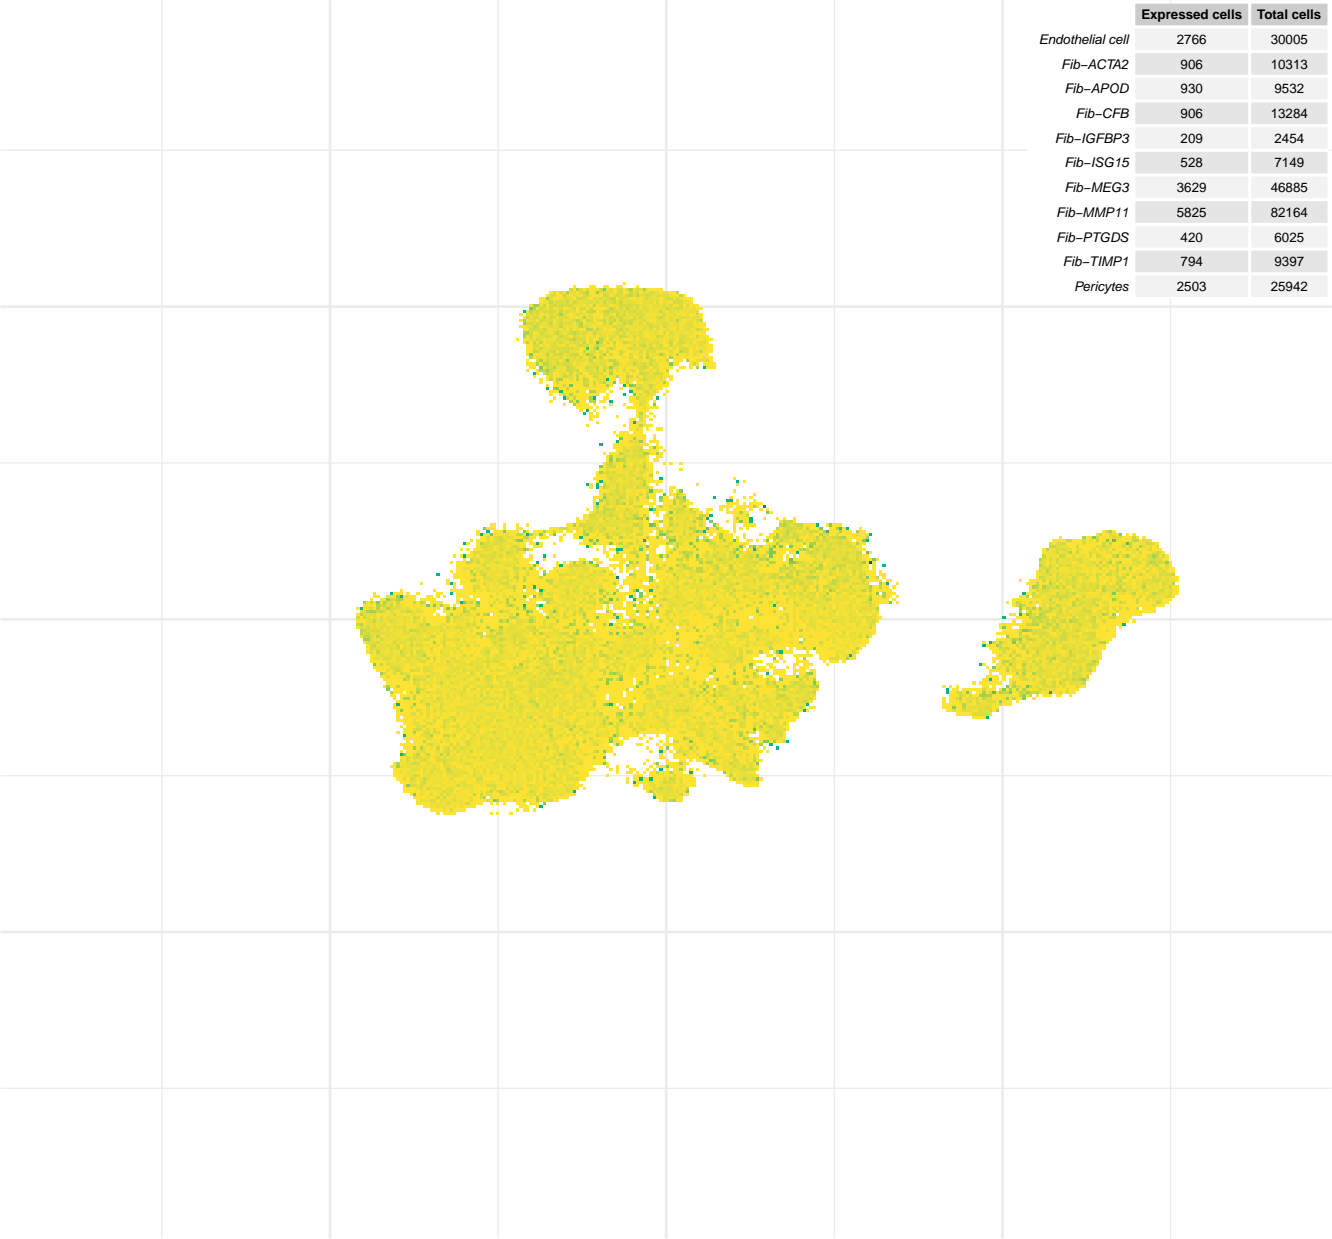 Expressed cells Total cells
Endothelial cell 2766 30005
Fib−ACTA2 906 10313
Fib−APOD 930 9532
Fib−CFB 906 13284
Fib−IGFBP3 209 2454
Fib−ISG15 528 7149
Fib−MEG3 3629 46885
Fib−MMP11 5825 82164
Fib−PTGDS 420 6025
Fib−TIMP1 794 9397
Pericytes 2503 25942